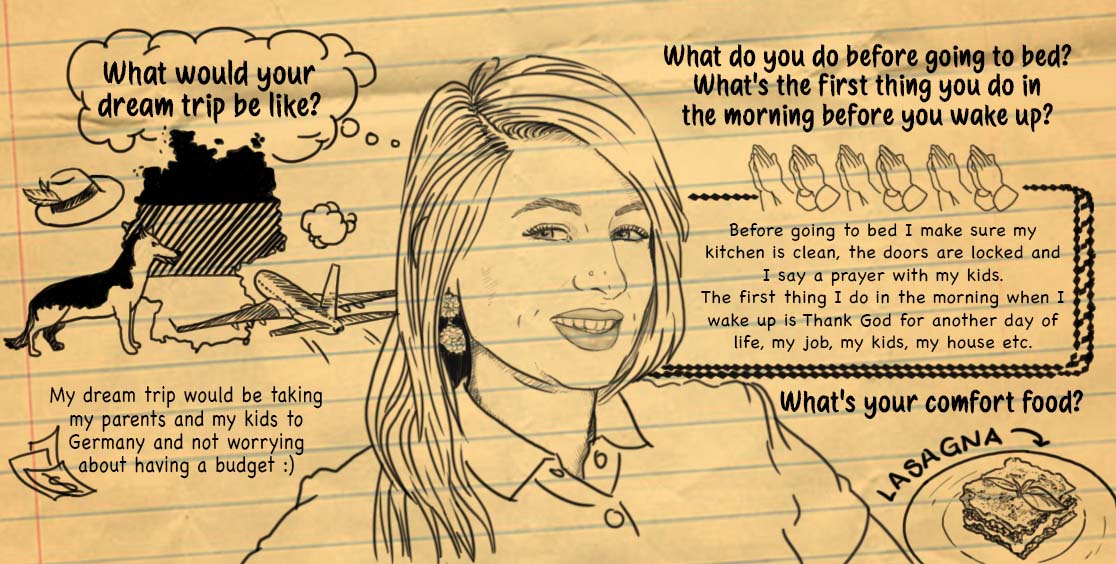 What would your
dream trip be like?
My dream trip would be taking
my parents and my kids to
Germany and not worrying
about having a budget :)
What do you do before going to bed?
What's the first thing you do in
the morning before you wake up?
Before going to bed I make sure my
kitchen is clean, the doors are locked and
I say a prayer with my kids.
The first thing I do in the morning when I
wake up is Thank God for another day of
life, my job, my kids, my house etc.
What's your comfort food?
LASAGNA